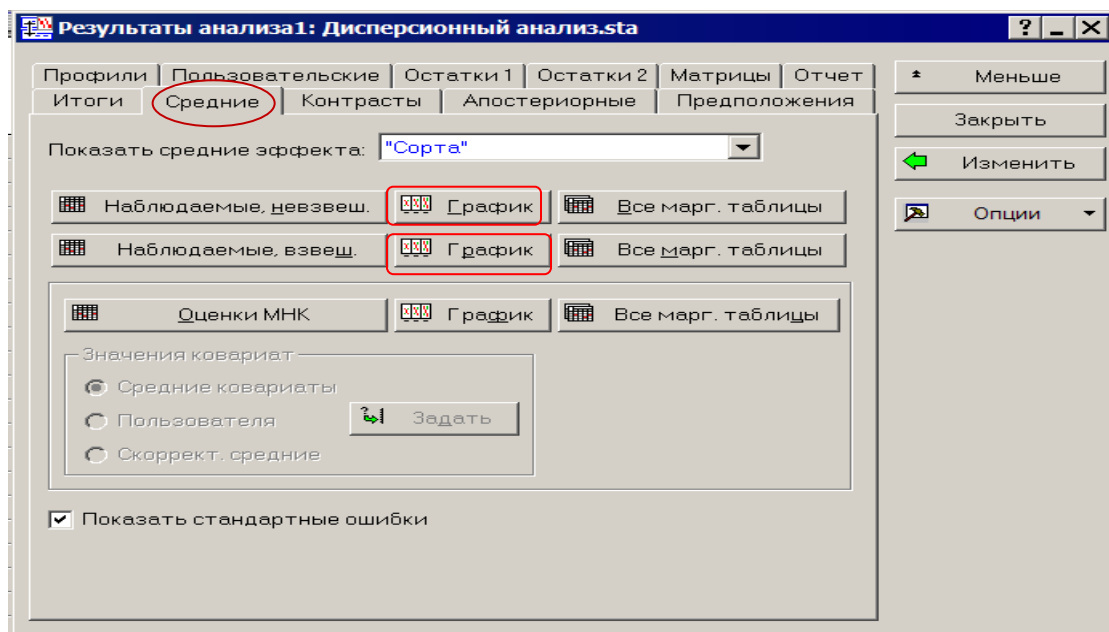 Результаты анализа1: Дисперсионный анализ.sta
Профили Пользовательские Остатки 1 Остатки 2 Матрицы Отчет
Итоги Средние Контрасты Апостериорные Предположения
Меньше
Закрыть
Изменить
Опции
Показать средние эффекта: "Сорта"
Наблюдаемые, невзвеш. График Все марг. таблицы
Наблюдаемые, взвеш. График Все марг. таблицы
Оценки МНК График Все марг. таблицы
Значения ковариат
Средние ковариаты
Пользователя Задать
Скоррект. средние
Показать стандартные ошибки